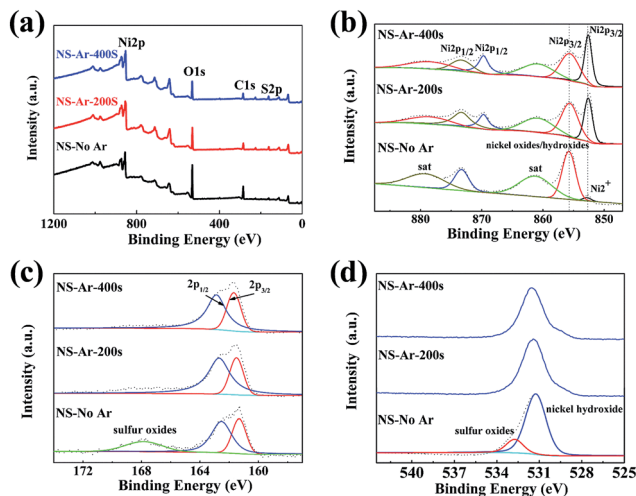 (a)
Intensity (a.u.)
NS-Ar-400S
Ni2p
O1s
C1s
S2p
NS-Ar-200S
NS-No Ar
1200 800 400 0
Binding Energy (eV)
(b)
Intensity (a.u.)
NS-Ar-400s
Ni2p1/2
Ni2p1/2
Ni2p3/2
Ni2p3/2
NS-Ar-200s
nickel oxides/hydroxides
NS-No Ar
sat
sat
Ni2+
880 870 860 850
Binding Energy (eV)
(c)
Intensity (a.u.)
NS-Ar-400s
2p1/2
2p3/2
NS-Ar-200s
NS-No Ar
sulfur oxides
172 168 164 160
Binding Energy (eV)
(d)
Intensity (a.u.)
NS-Ar-400s
NS-Ar-200s
NS-No Ar
nickel hydroxide
sulfur oxides
540 537 534 531 528 525
Binding Energy (eV)